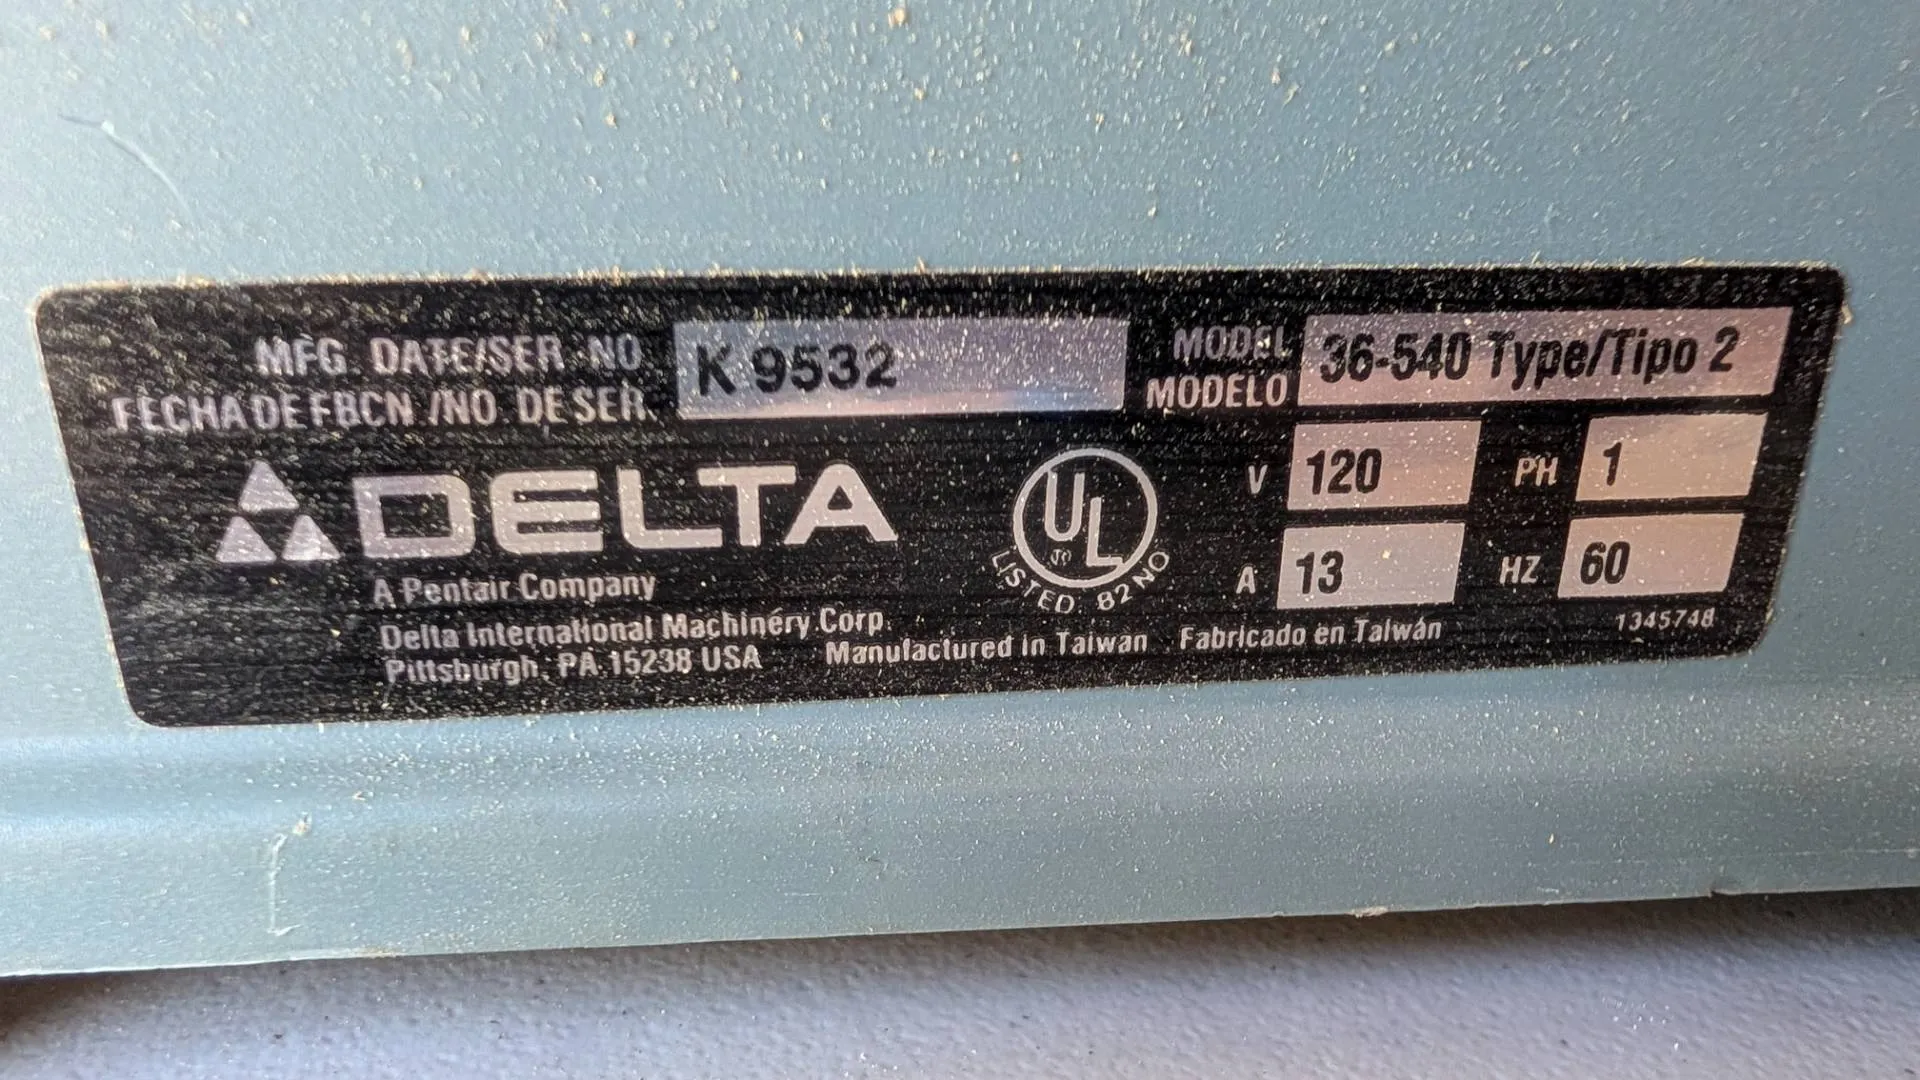 MFG. DATE/SER. NO. K 9532
FECHA DE FBCN./NO. DE SER.
MODEL 36-540 Type/Tipo 2
MODELO
DELTA
A Pentair Company
Delta International Machinery Corp.
Pittsburgh, PA 15238 USA
UL
LISTED 82NO
V 120 PH 1
A 13 HZ 60
Manufactured in Taiwan Fabricado en Taiwán
1345748